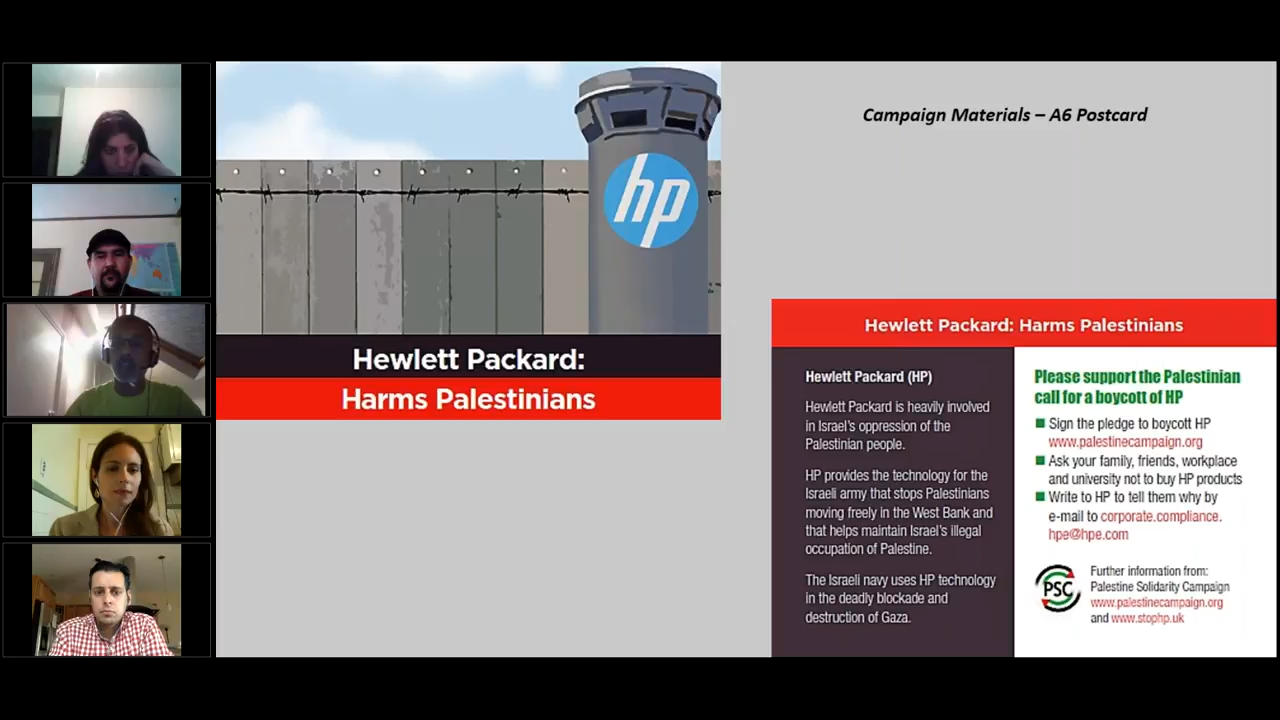 Campaign Materials – A6 Postcard
hp
Hewlett Packard:
Harms Palestinians
Hewlett Packard: Harms Palestinians
Hewlett Packard (HP)
Hewlett Packard is heavily involved
in Israel's oppression of the
Palestinian people.
HP provides the technology for the
Israeli army that stops Palestinians
moving freely in the West Bank and
that helps maintain Israel's illegal
occupation of Palestine.
The Israeli navy uses HP technology
in the deadly blockade and
destruction of Gaza.
Please support the Palestinian
call for a boycott of HP
Sign the pledge to boycott HP
www.palestinecampaign.org
Ask your family, friends, workplace
and university not to buy HP products
Write to HP to tell them why by
e-mail to corporate.compliance.
hpe@hpe.com
PSC
Further information from:
Palestine Solidarity Campaign
www.palestinecampaign.org
and www.stophp.uk